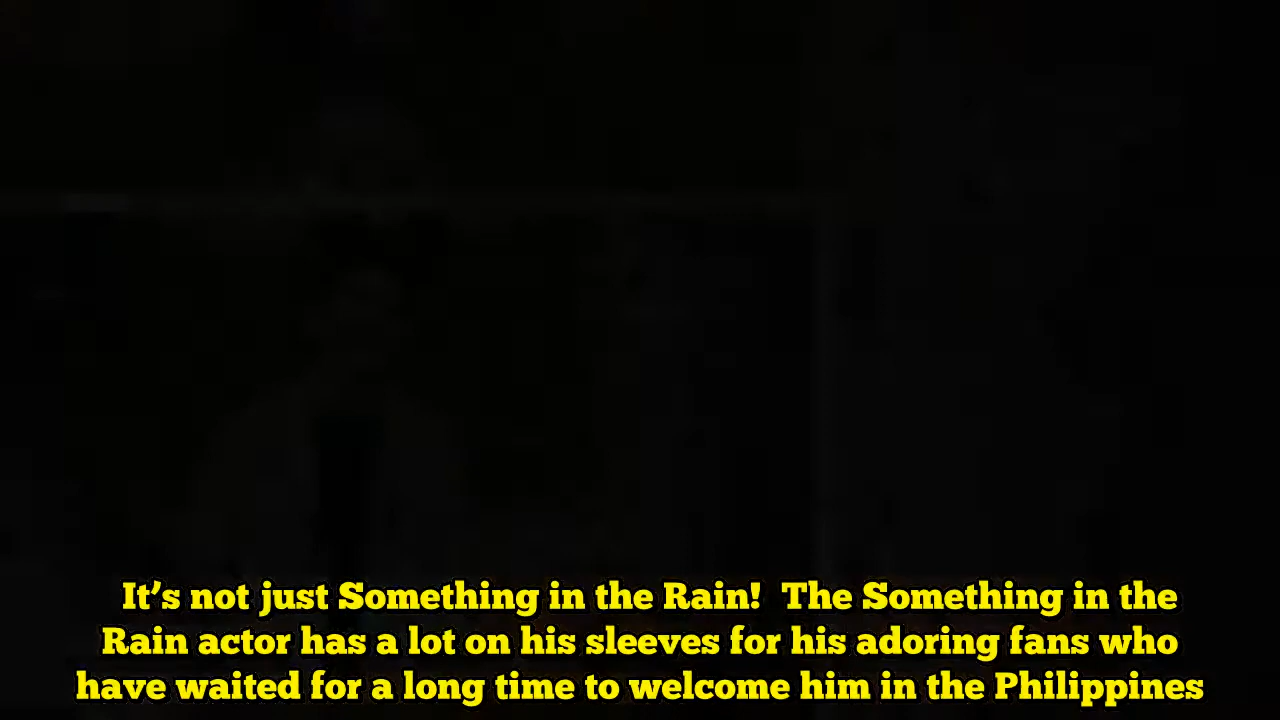 It’s not just Something in the Rain!  The Something in the
Rain actor has a lot on his sleeves for his adoring fans who
have waited for a long time to welcome him in the Philippines